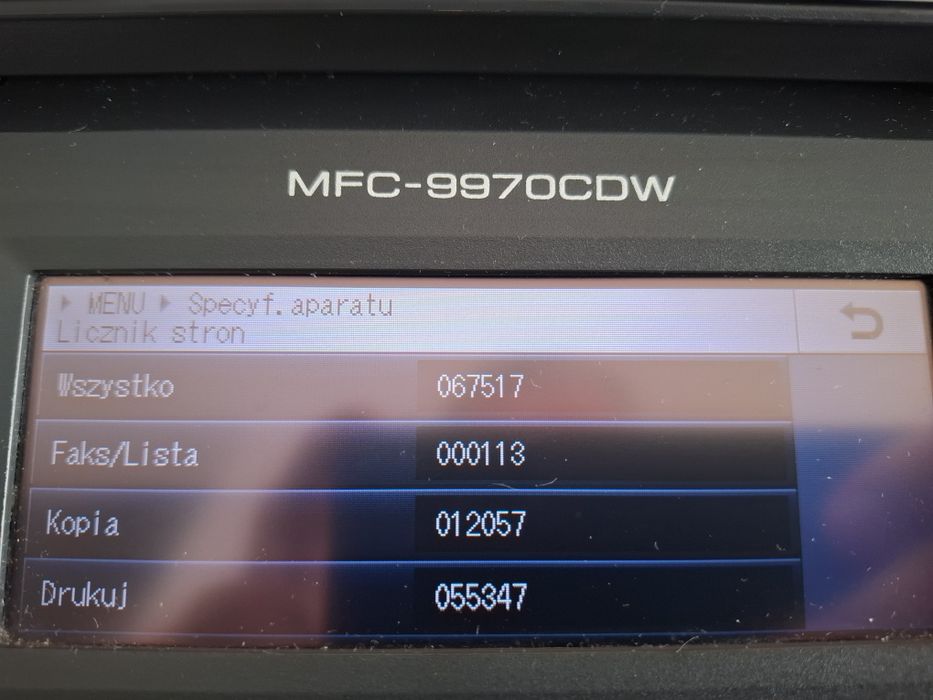 MFC-9970CDW
▶ MENU ▶ Specyf.aparatu
Licznik stron
Wszystko 067517
Faks/Lista 000113
Kopia 012057
Drukuj 055347